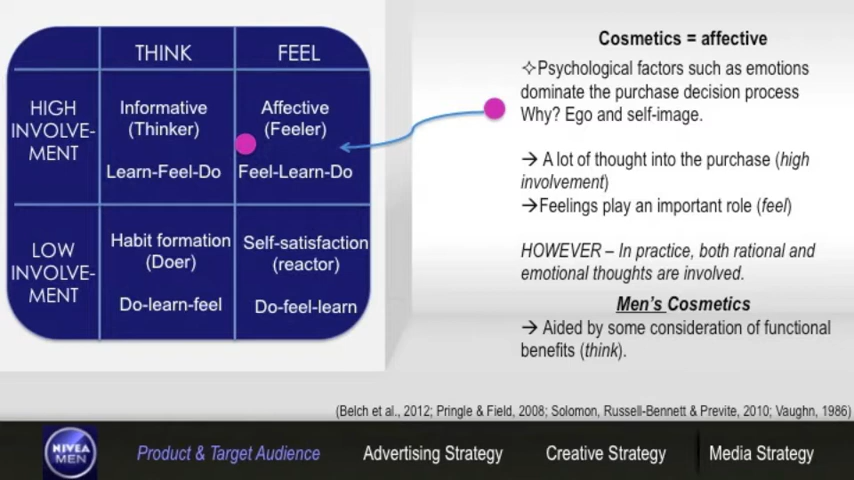 THINK
FEEL
HIGH
INVOLVE-
MENT
Informative
(Thinker)
Learn-Feel-Do
Affective
(Feeler)
Feel-Learn-Do
LOW
INVOLVE-
MENT
Habit formation
(Doer)
Do-learn-feel
Self-satisfaction
(reactor)
Do-feel-learn
Cosmetics = affective
✧Psychological factors such as emotions
dominate the purchase decision process
Why? Ego and self-image.
→ A lot of thought into the purchase (high
involvement)
→Feelings play an important role (feel)
HOWEVER – In practice, both rational and
emotional thoughts are involved.
Men's Cosmetics
→ Aided by some consideration of functional
benefits (think).
(Belch et al., 2012; Pringle & Field, 2008; Solomon, Russell-Bennett & Previte, 2010; Vaughn, 1986)
NIVEA
MEN
Product & Target Audience
Advertising Strategy
Creative Strategy
Media Strategy